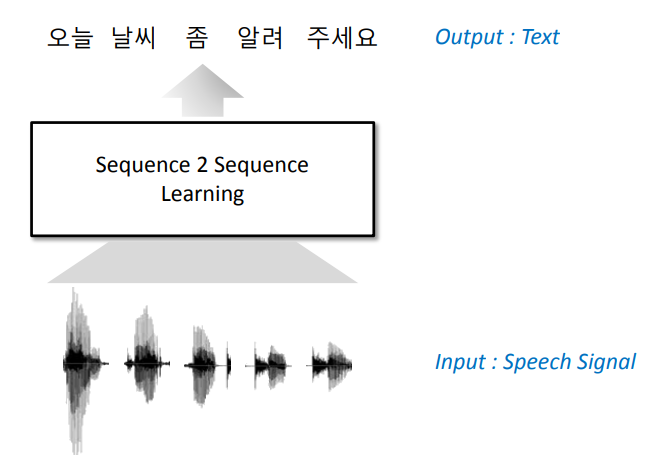 오늘 날씨 좀 알려 주세요
Output : Text
Sequence 2 Sequence
Learning
Input : Speech Signal